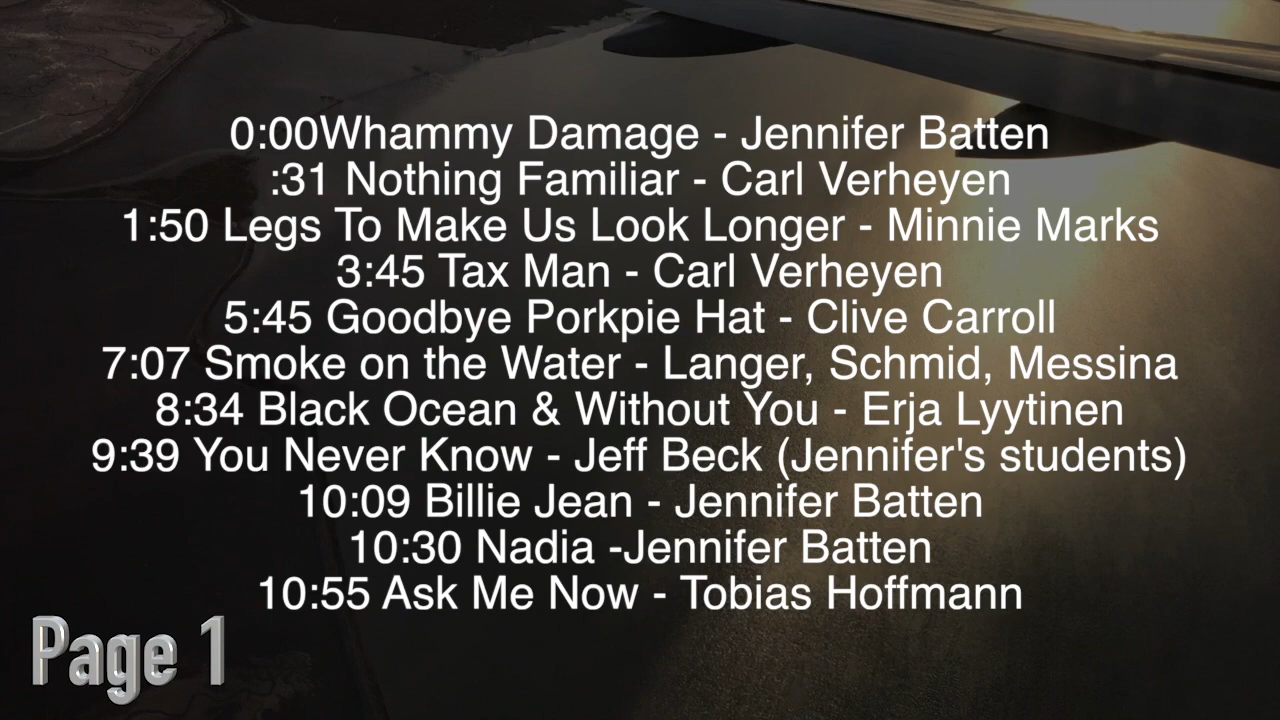 0:00Whammy Damage - Jennifer Batten
:31 Nothing Familiar - Carl Verheyen
1:50 Legs To Make Us Look Longer - Minnie Marks
3:45 Tax Man - Carl Verheyen
5:45 Goodbye Porkpie Hat - Clive Carroll
7:07 Smoke on the Water - Langer, Schmid, Messina
8:34 Black Ocean & Without You - Erja Lyytinen
9:39 You Never Know - Jeff Beck (Jennifer's students)
10:09 Billie Jean - Jennifer Batten
10:30 Nadia -Jennifer Batten
10:55 Ask Me Now - Tobias Hoffmann
Page 1